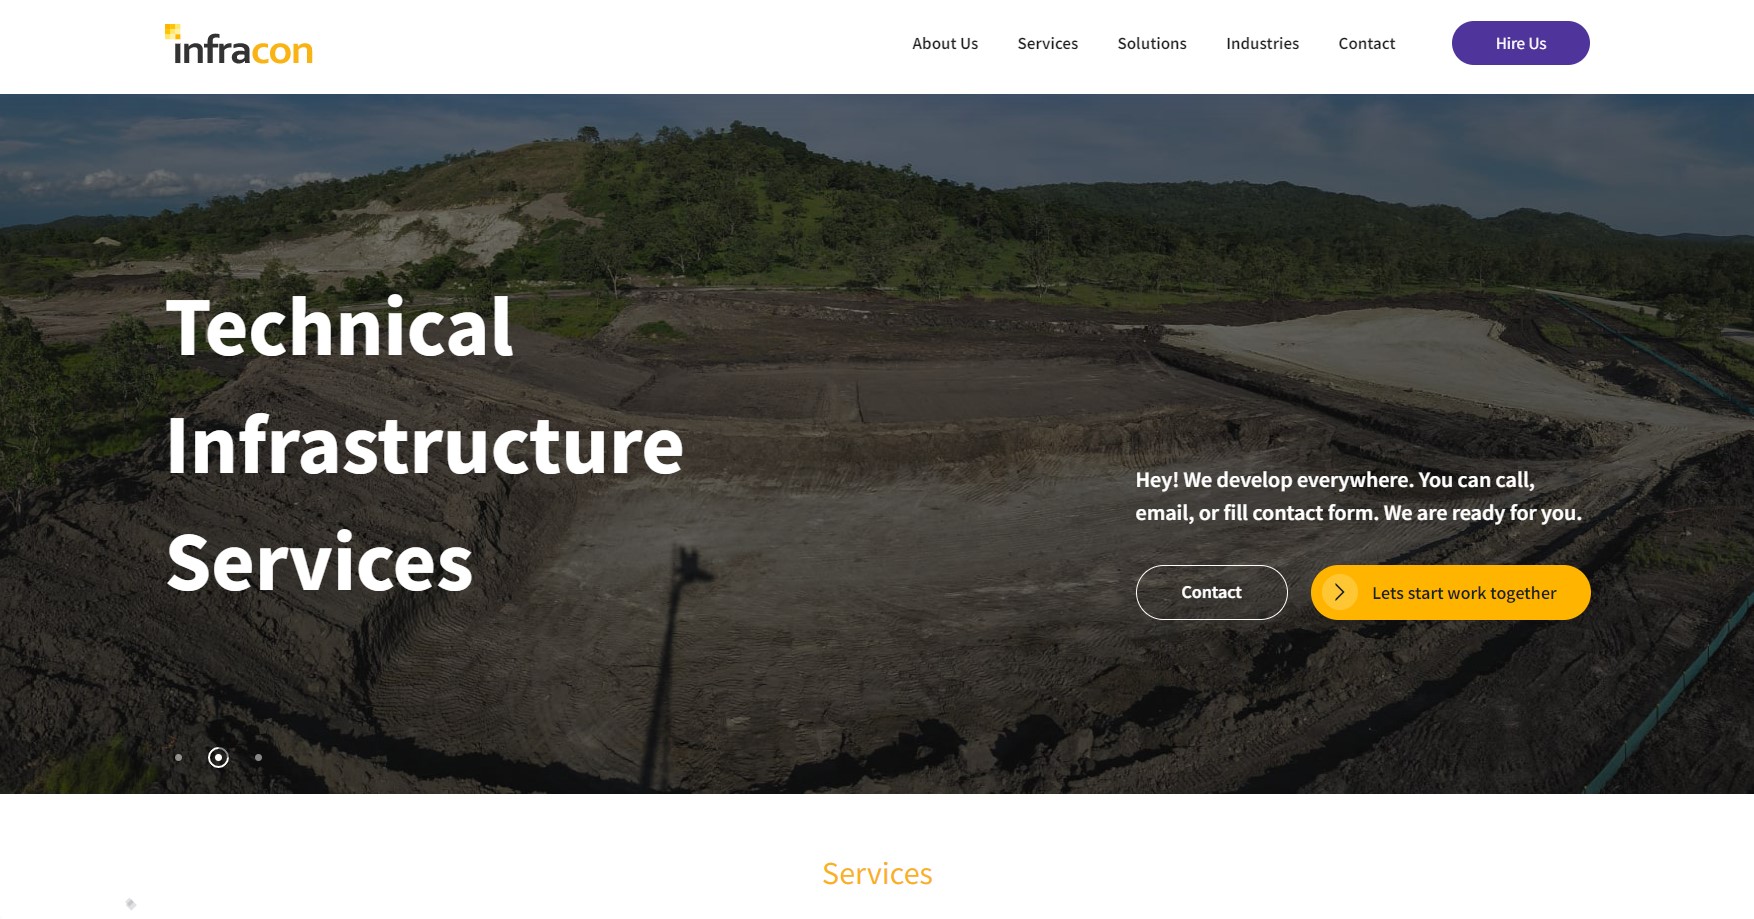 infracon
About Us
Services
Solutions
Industries
Contact
Hire Us
Technical
Infrastructure
Services
Hey! We develop everywhere. You can call,
email, or fill contact form. We are ready for you.
Contact
Lets start work together
Services